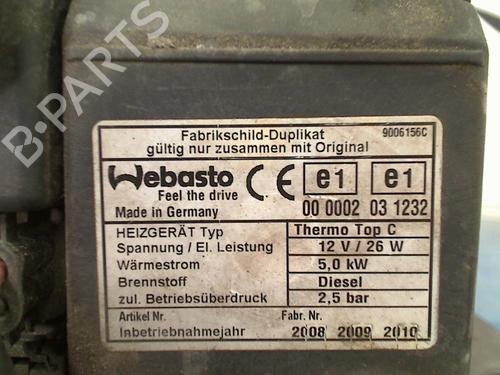 B-PARTS
Fabrikschild-Duplikat
9006156C
gültig nur zusammen mit Original
Webasto CE e1 e1
Feel the drive
Made in Germany 00 0002 03 1232
HEIZGERÄT Typ Thermo Top C
Spannung / El. Leistung 12 V / 26 W
Wärmestrom 5,0 kW
Brennstoff Diesel
zul. Betriebsüberdruck 2,5 bar
Artikel Nr. Fabr. Nr.
Inbetriebnahmejahr 2008 2009 2010